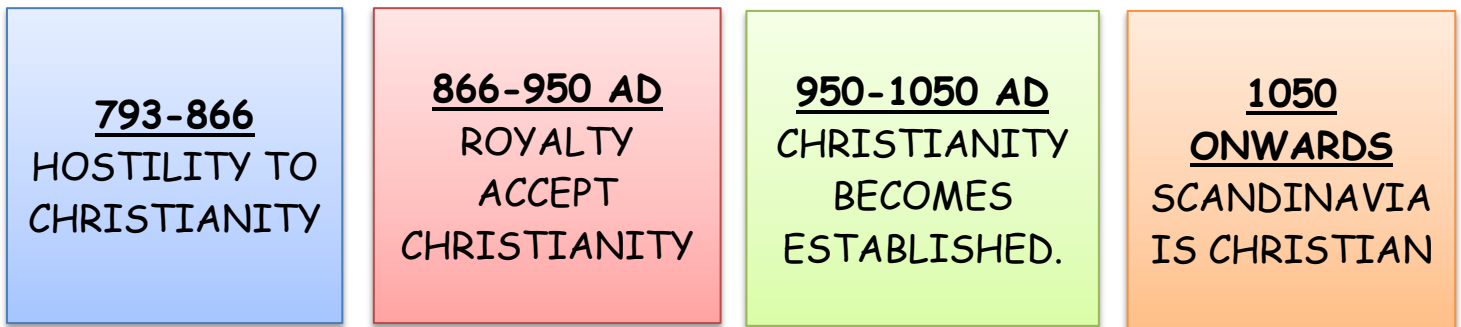 793-866
HOSTILITY TO
CHRISTIANITY
866-950 AD
ROYALTY
ACCEPT
CHRISTIANITY
950-1050 AD
CHRISTIANITY
BECOMES
ESTABLISHED.
1050
ONWARDS
SCANDINAVIA
IS CHRISTIAN